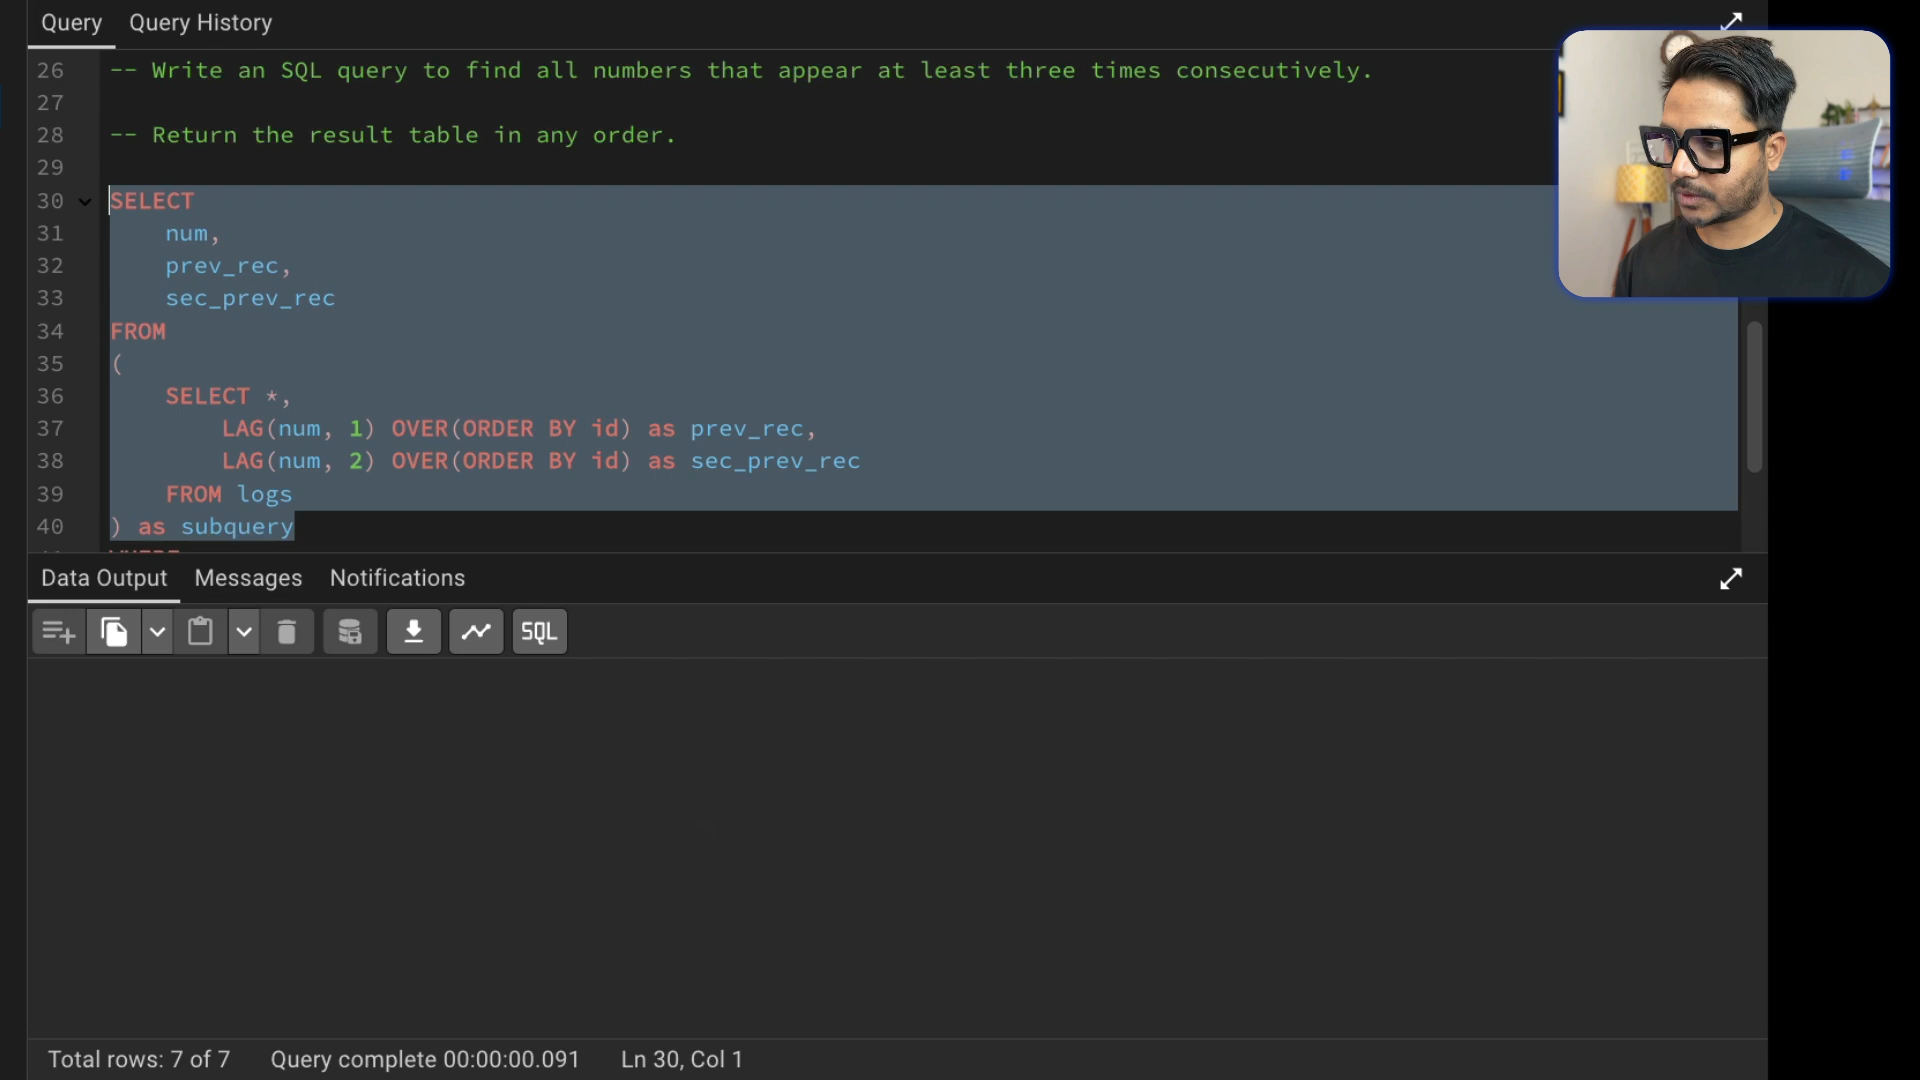 Query Query History
26 -- Write an SQL query to find all numbers that appear at least three times consecutively.
27
28 -- Return the result table in any order.
29
30 SELECT
31 num,
32 prev_rec,
33 sec_prev_rec
34 FROM
35 (
36 SELECT *,
37 LAG(num, 1) OVER(ORDER BY id) as prev_rec,
38 LAG(num, 2) OVER(ORDER BY id) as sec_prev_rec
39 FROM logs
40 ) as subquery
Data Output Messages Notifications
SQL
Total rows: 7 of 7 Query complete 00:00:00.091 Ln 30, Col 1